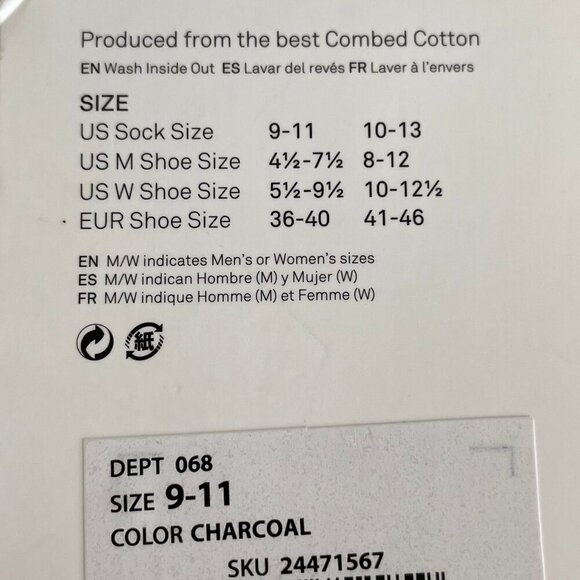 Produced from the best Combed Cotton
EN Wash Inside Out ES Lavar del revés FR Laver à l'envers
SIZE
US Sock Size 9-11 10-13
US M Shoe Size 4½-7½ 8-12
US W Shoe Size 5½-9½ 10-12½
EUR Shoe Size 36-40 41-46
EN M/W indicates Men's or Women's sizes
ES M/W indican Hombre (M) y Mujer (W)
FR M/W indique Homme (M) et Femme (W)
紙
DEPT 068
SIZE 9-11
COLOR CHARCOAL
SKU 24471567